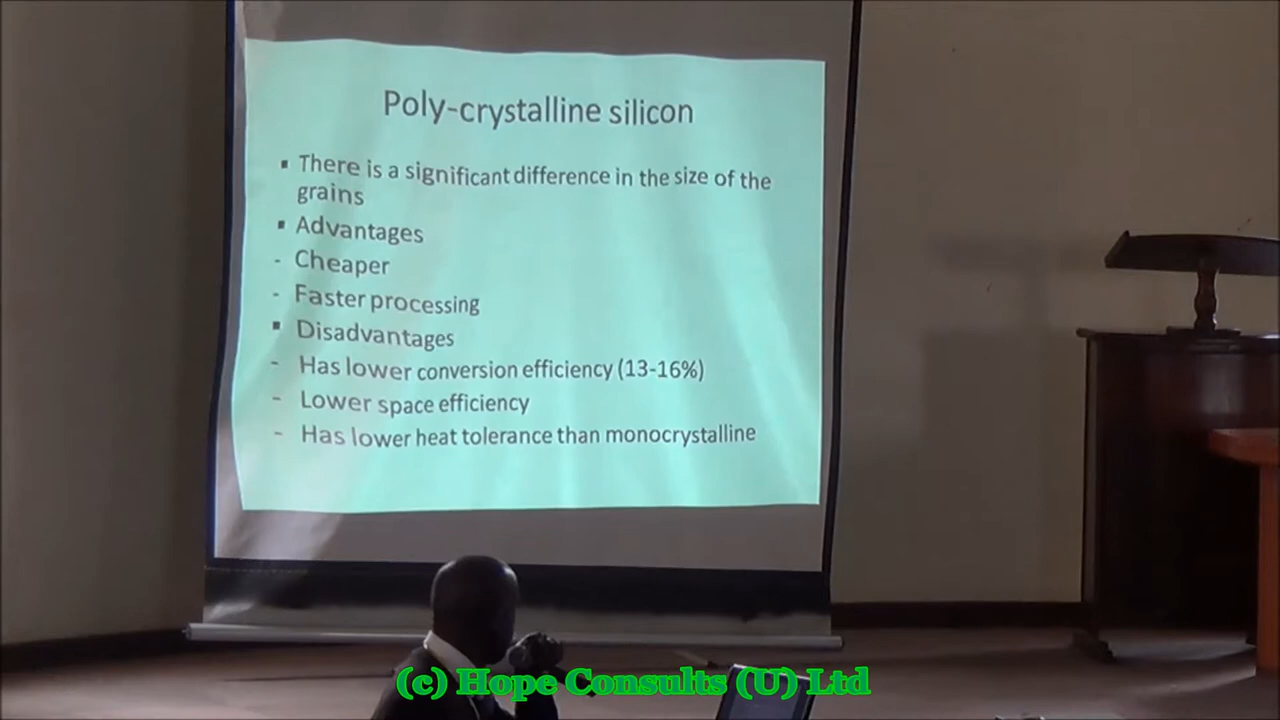 Poly-crystalline silicon
▪ There is a significant difference in the size of the
grains
▪ Advantages
- Cheaper
- Faster processing
▪ Disadvantages
- Has lower conversion efficiency (13-16%)
- Lower space efficiency
- Has lower heat tolerance than monocrystalline
(c) Hope Consults (U) Ltd